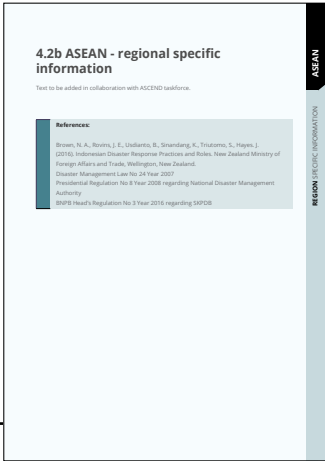 4.2b ASEAN - regional specific
information
Text to be added in collaboration with ASCEND taskforce.
References:
Brown, N. A., Rovins, J. E., Usdianto, B., Sinandang, K., Triutomo, S., Hayes, J.
(2016). Indonesian Disaster Response Practices and Roles. New Zealand Ministry of
Foreign Affairs and Trade, Wellington, New Zealand.
Disaster Management Law No 24 Year 2007
Presidential Regulation No 8 Year 2008 regarding National Disaster Management
Authority
BNPB Head's Regulation No 3 Year 2016 regarding SKPDB
ASEAN
REGION SPECIFIC INFORMATION